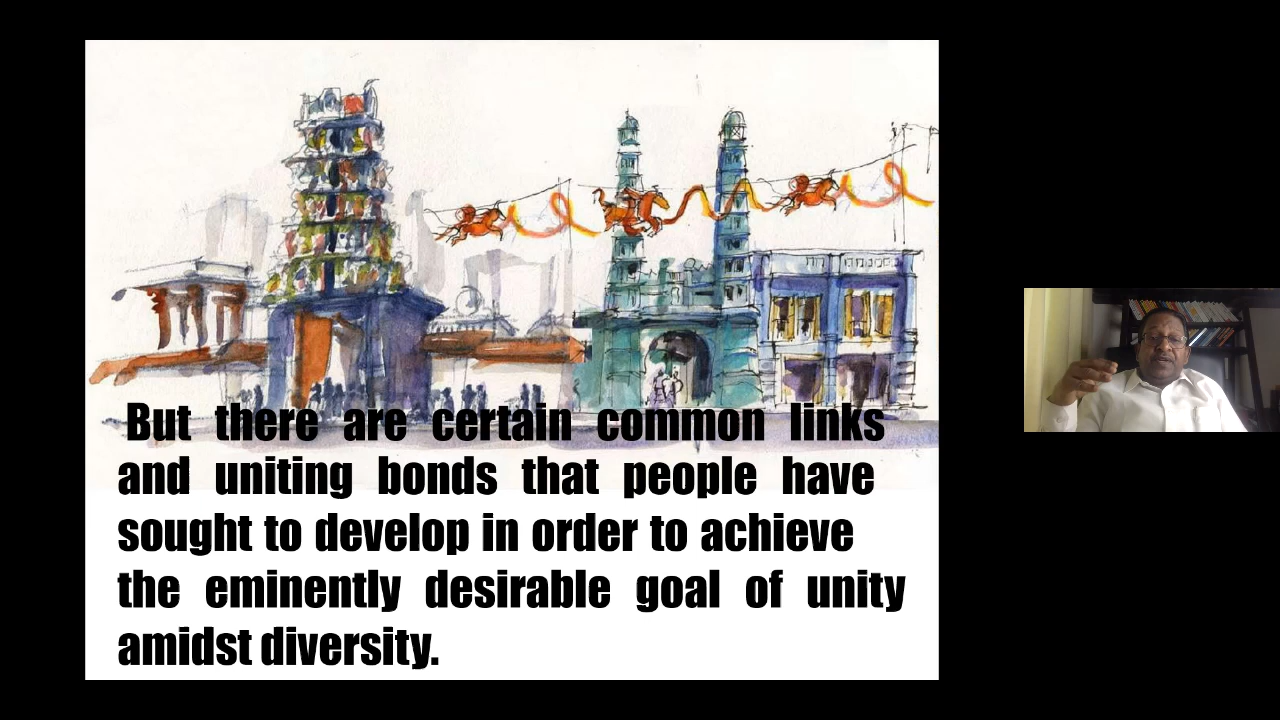 But there are certain common links
and uniting bonds that people have
sought to develop in order to achieve
the eminently desirable goal of unity
amidst diversity.